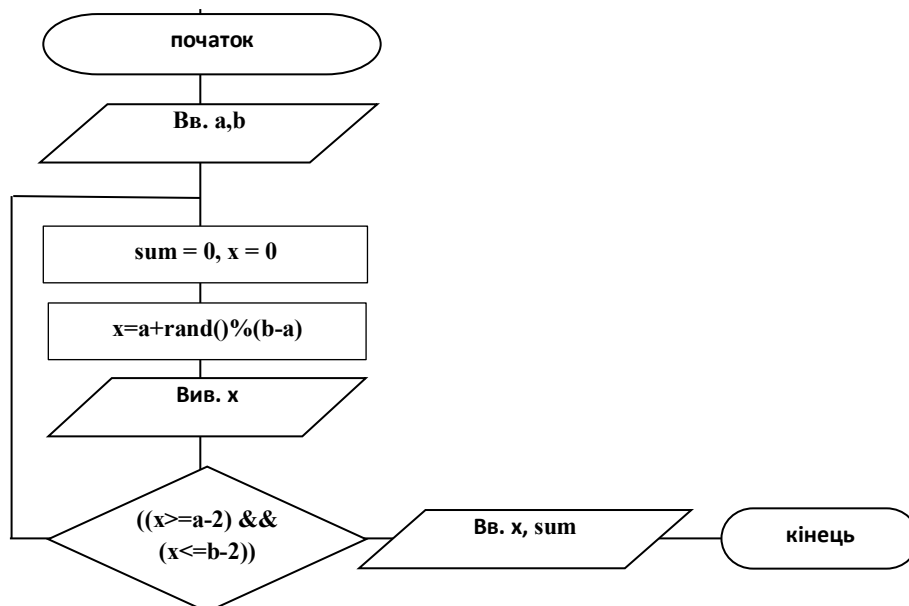 початок
Вв. a,b
sum = 0, x = 0
x=a+rand()%(b-a)
Вив. x
((x>=a-2) &&
(x<=b-2))
Вв. x, sum
кінець